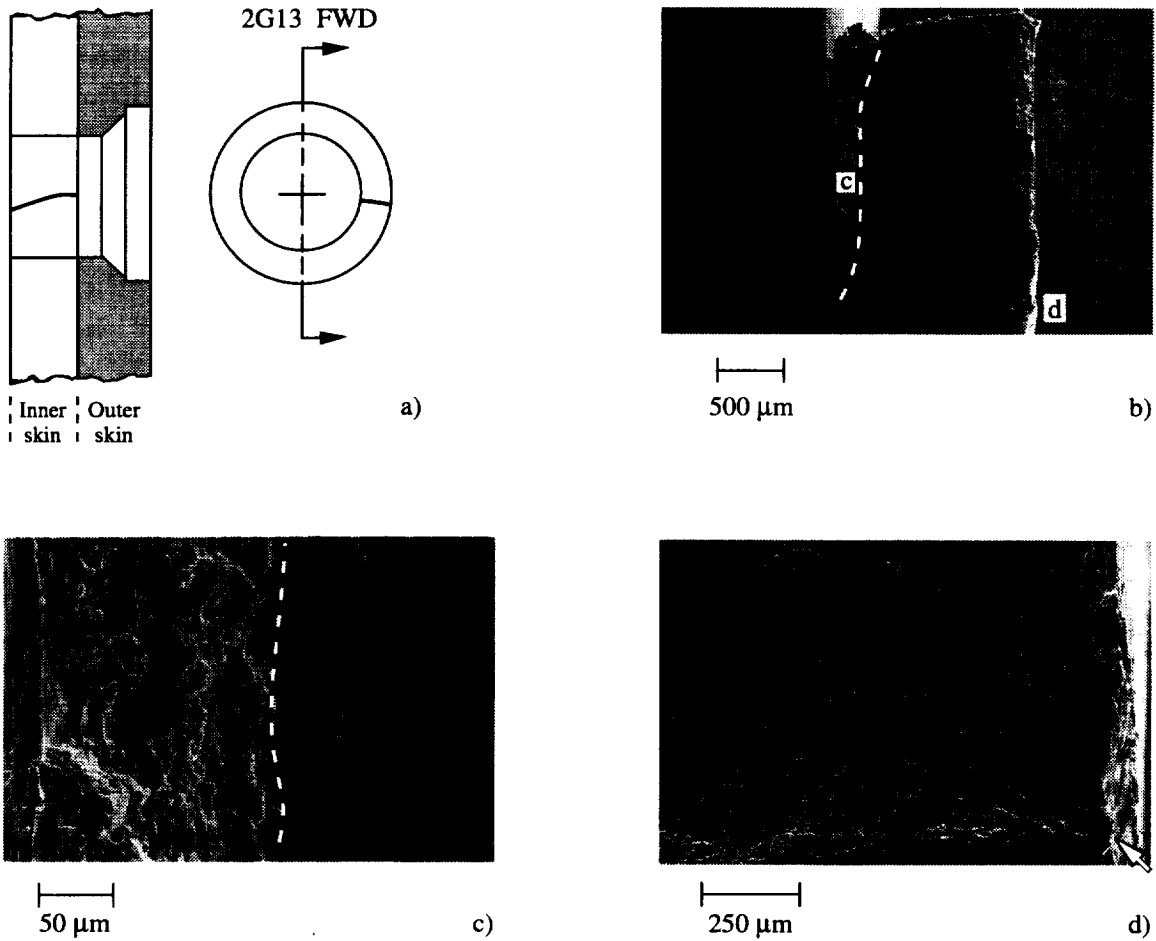 2G13 FWD
Inner skin
Outer skin
a)
c
d
500 μm
b)
50 μm
c)
250 μm
d)